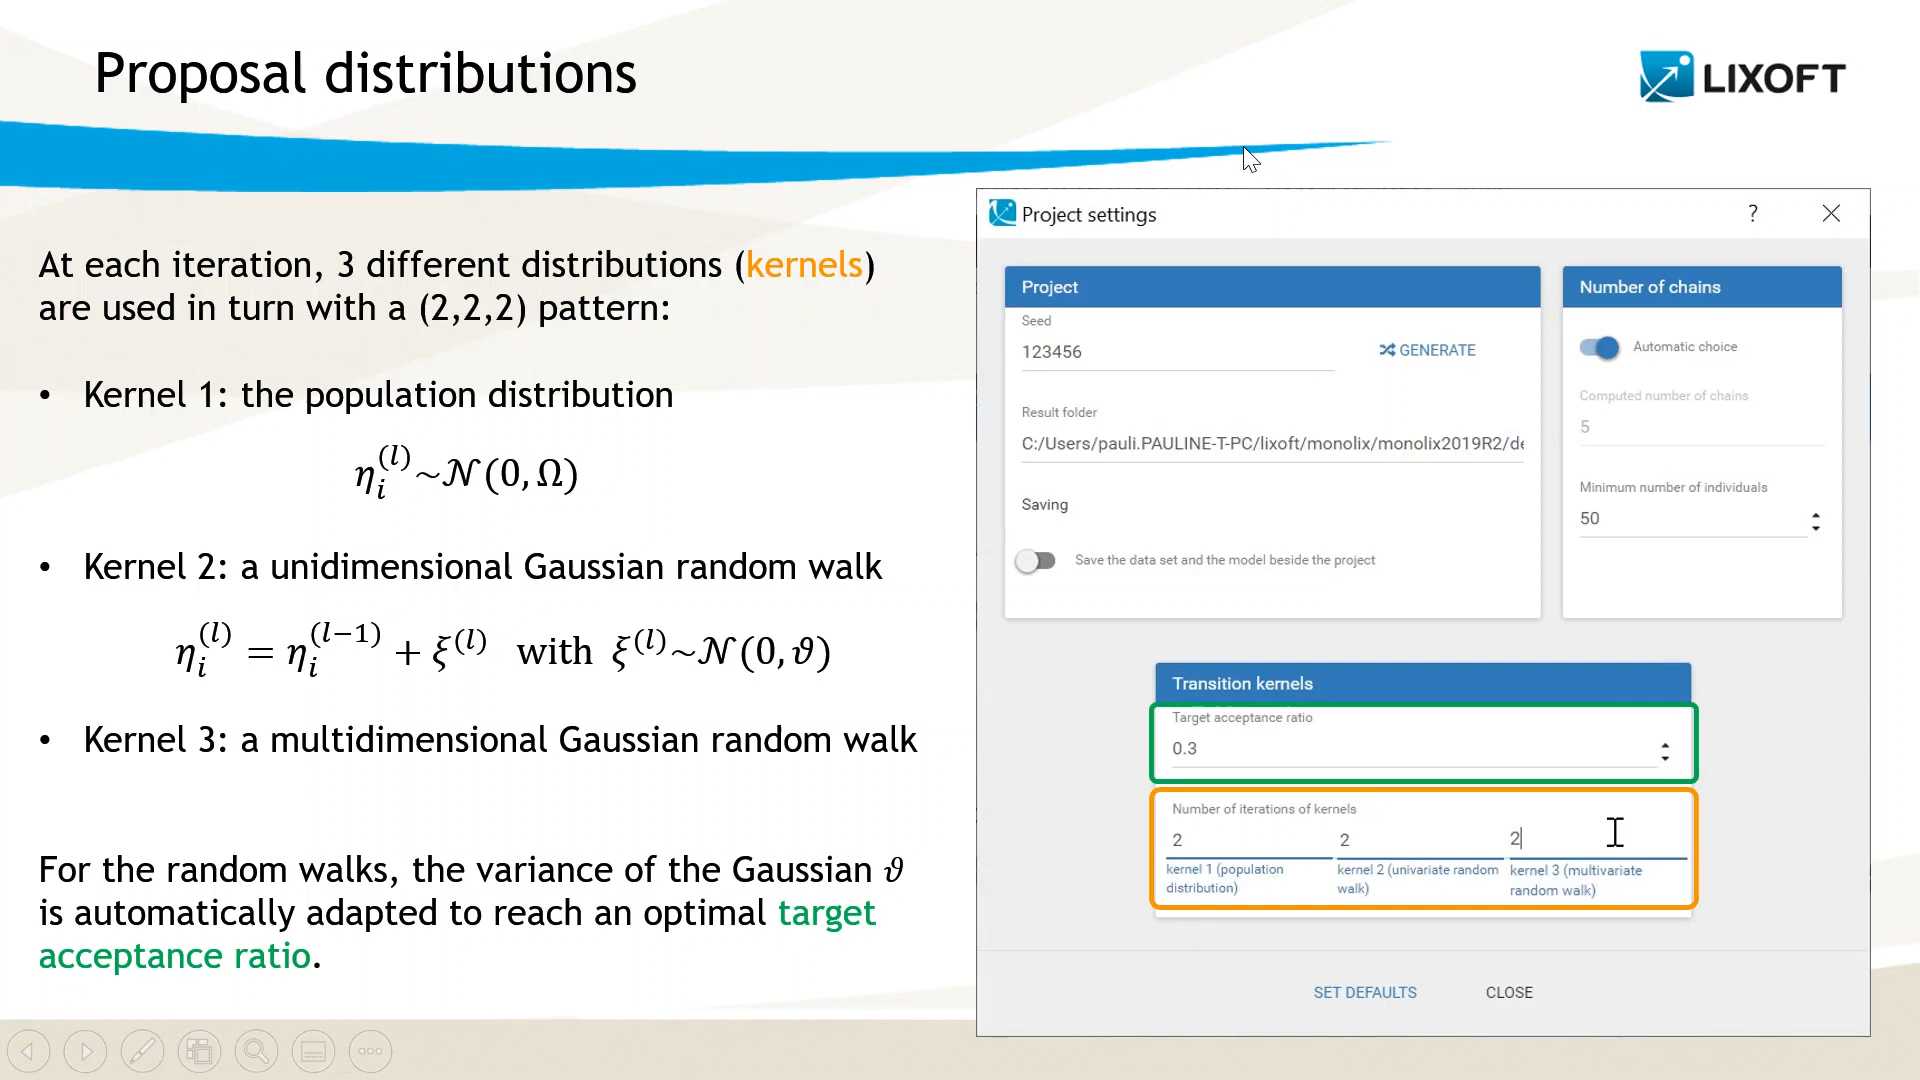 Proposal distributions
LIXOFT
At each iteration, 3 different distributions (kernels)
are used in turn with a (2,2,2) pattern:
• Kernel 1: the population distribution
η_i^(l)~𝒩(0, Ω)
• Kernel 2: a unidimensional Gaussian random walk
η_i^(l) = η_i^(l−1) + ξ^(l) with ξ^(l)~𝒩(0, ϑ)
• Kernel 3: a multidimensional Gaussian random walk
For the random walks, the variance of the Gaussian ϑ
is automatically adapted to reach an optimal target
acceptance ratio.
Project settings
?
Project
Seed
123456
GENERATE
Result folder
C:/Users/pauli.PAULINE-T-PC/lixoft/monolix/monolix2019R2/de
Saving
Save the data set and the model beside the project
Number of chains
Automatic choice
Computed number of chains
5
Minimum number of individuals
50
Transition kernels
Target acceptance ratio
0.3
Number of iterations of kernels
2 2 2
kernel 1 (population distribution)
kernel 2 (univariate random walk)
kernel 3 (multivariate random walk)
SET DEFAULTS CLOSE